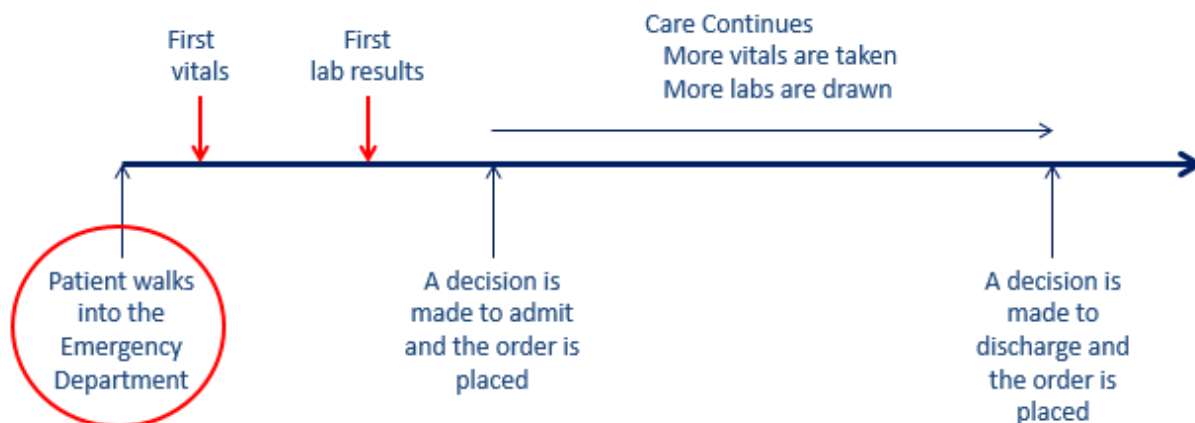 First
vitals
First
lab results
Care Continues
More vitals are taken
More labs are drawn
Patient walks
into the
Emergency
Department
A decision is
made to admit
and the order is
placed
A decision is
made to
discharge and
the order is
placed